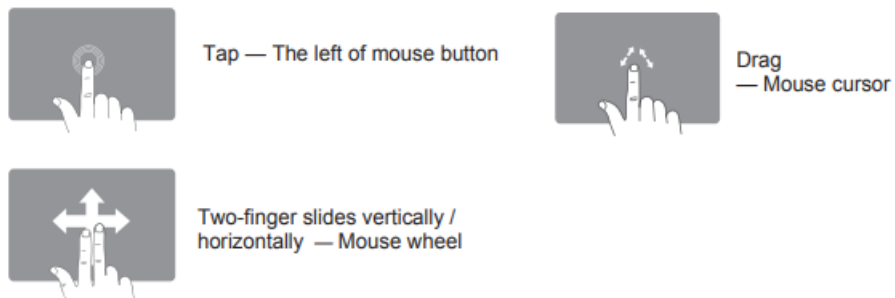 Tap — The left of mouse button
Drag
— Mouse cursor
Two-finger slides vertically /
horizontally — Mouse wheel